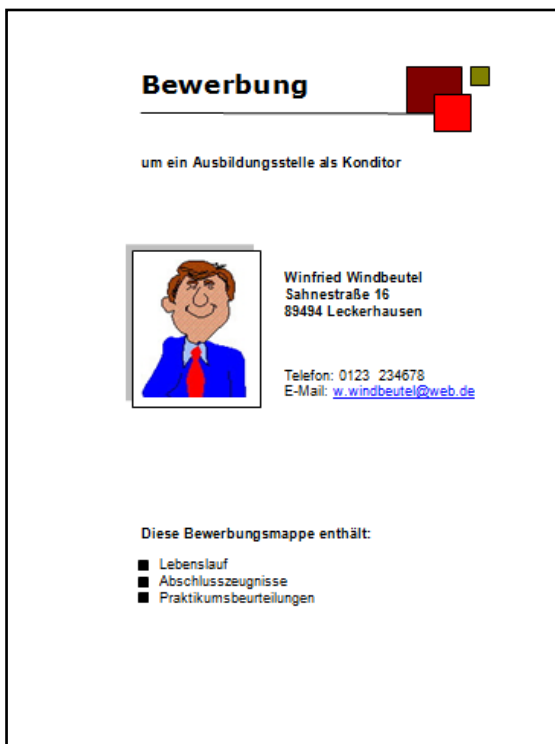 Bewerbung
um ein Ausbildungsstelle als Konditor
Winfried Windbeutel
Sahnestraße 16
89494 Leckerhausen
Telefon: 0123 234678
E-Mail: w.windbeutel@web.de
Diese Bewerbungsmappe enthält:
Lebenslauf
Abschlusszeugnisse
Praktikumsbeurteilungen